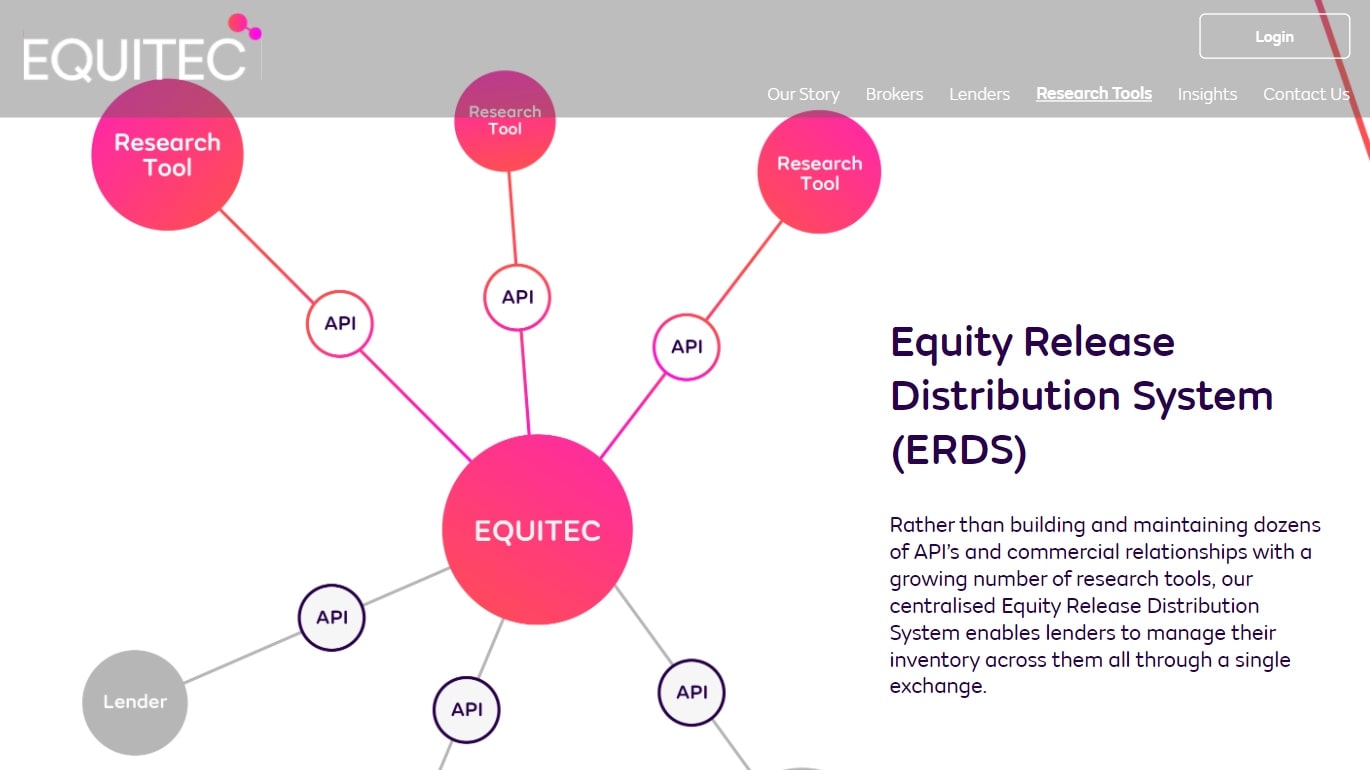 EQUITEC
Login
Our Story
Brokers
Lenders
Research Tools
Insights
Contact Us
Research
Tool
Research
Tool
Research
Tool
API
API
API
EQUITEC
API
API
API
Lender
Equity Release
Distribution System
(ERDS)
Rather than building and maintaining dozens
of API’s and commercial relationships with a
growing number of research tools, our
centralised Equity Release Distribution
System enables lenders to manage their
inventory across them all through a single
exchange.